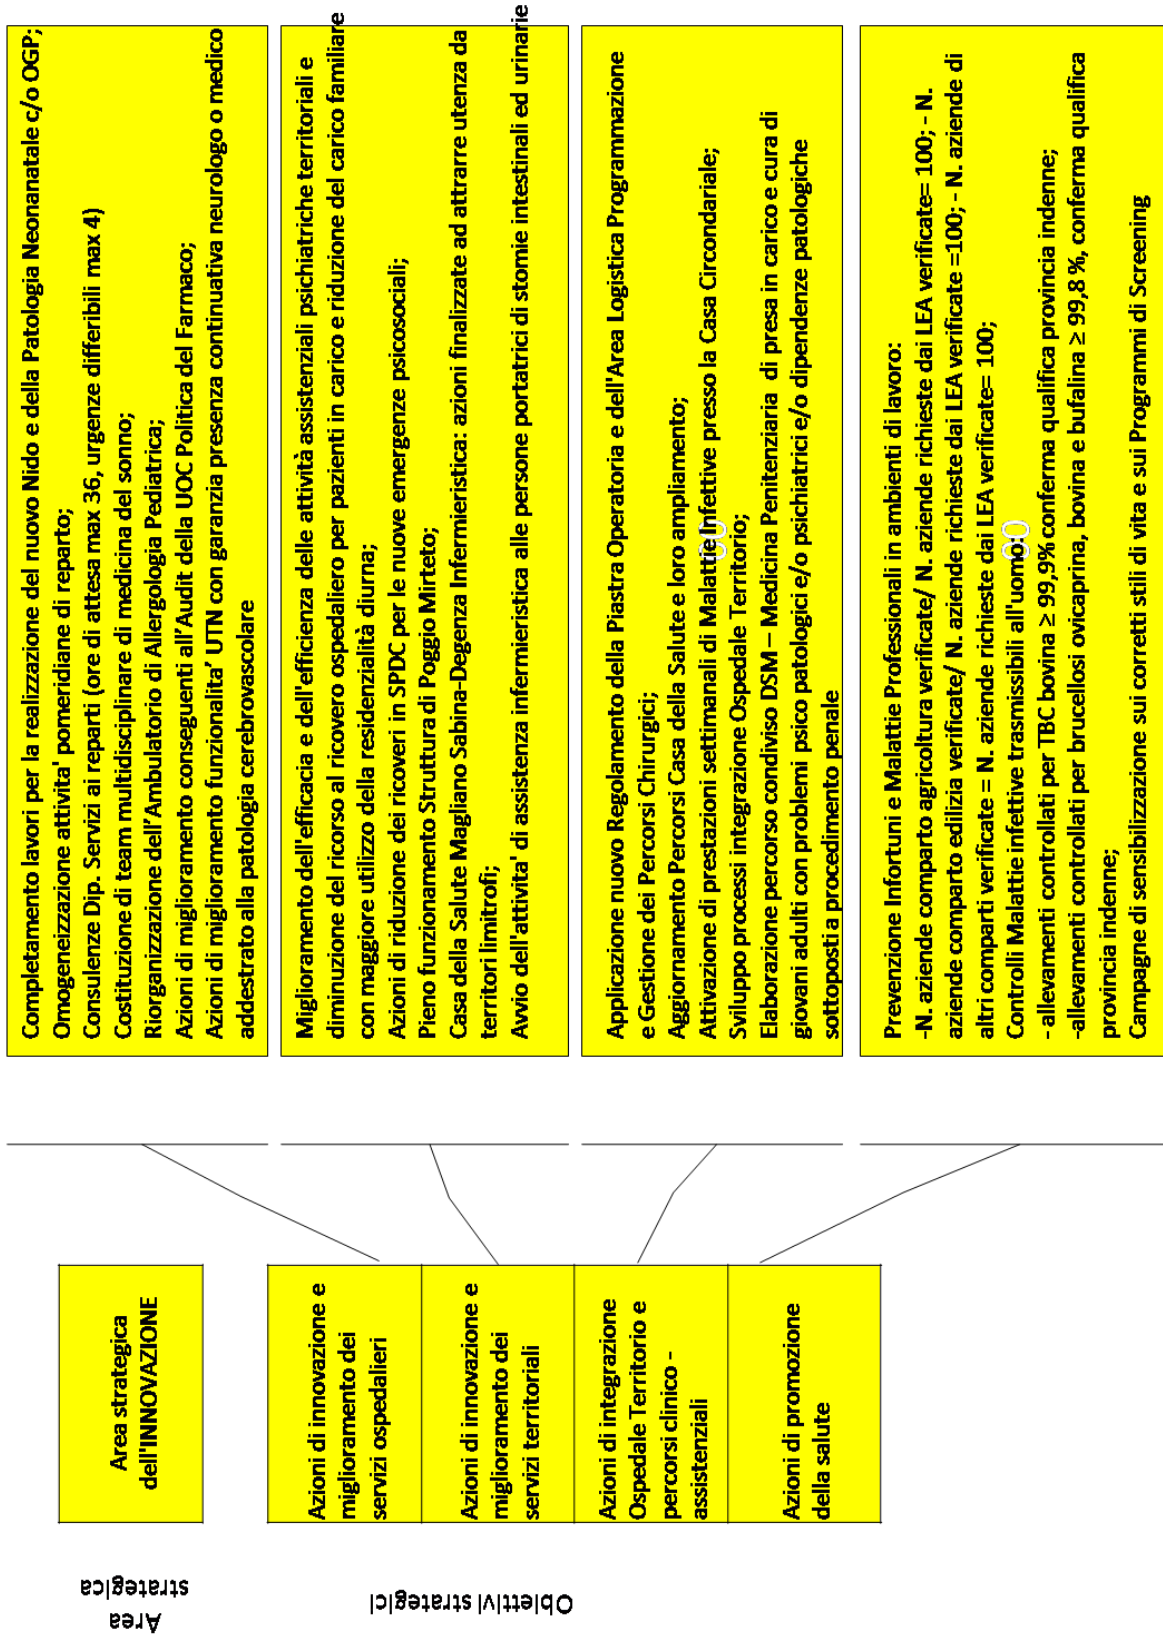 Area
strategica
Area strategica
dell'INNOVAZIONE
Obiettivi strategici
Azioni di innovazione e
miglioramento dei
servizi ospedalieri
Azioni di innovazione e
miglioramento dei
servizi territoriali
Azioni di integrazione
Ospedale Territorio e
percorsi clinico -
assistenziali
Azioni di promozione
della salute
Completamento lavori per la realizzazione del nuovo Nido e della Patologia Neonanatale c/o OGP;
Omogeneizzazione attivita' pomeridiane di reparto;
Consulenze Dip. Servizi ai reparti (ore di attesa max 36, urgenze differibili max 4)
Costituzione di team multidisciplinare di medicina del sonno;
Riorganizzazione dell'Ambulatorio di Allergologia Pediatrica;
Azioni di miglioramento conseguenti all'Audit della UOC Politica del Farmaco;
Azioni di miglioramento funzionalita' UTN con garanzia presenza continuativa neurologo o medico
addestrato alla patologia cerebrovascolare
Miglioramento dell'efficacia e dell'efficienza delle attività assistenziali psichiatriche territoriali e
diminuzione del ricorso al ricovero ospedaliero per pazienti in carico e riduzione del carico familiare
con maggiore utilizzo della residenzialità diurna;
Azioni di riduzione dei ricoveri in SPDC per le nuove emergenze psicosociali;
Pieno funzionamento Struttura di Poggio Mirteto;
Casa della Salute Magliano Sabina-Degenza Infermieristica: azioni finalizzate ad attrarre utenza da
territori limitrofi;
Avvio dell'attivita' di assistenza infermieristica alle persone portatrici di stomie intestinali ed urinarie
Applicazione nuovo Regolamento della Piastra Operatoria e dell'Area Logistica Programmazione
e Gestione dei Percorsi Chirurgici;
Aggiornamento Percorsi Casa della Salute e loro ampliamento;
Attivazione di prestazioni settimanali di Malattie Infettive presso la Casa Circondariale;
Sviluppo processi integrazione Ospedale Territorio;
Elaborazione percorso condiviso DSM – Medicina Penitenziaria di presa in carico e cura di
giovani adulti con problemi psico patologici e/o psichiatrici e/o dipendenze patologiche
sottoposti a procedimento penale
Prevenzione Infortuni e Malattie Professionali in ambienti di lavoro:
-N. aziende comparto agricoltura verificate/ N. aziende richieste dai LEA verificate= 100; - N.
aziende comparto edilizia verificate/ N. aziende richieste dai LEA verificate =100; - N. aziende di
altri comparti verificate = N. aziende richieste dai LEA verificate= 100;
Controlli Malattie infettive trasmissibili all'uomo:
- allevamenti controllati per TBC bovina ≥ 99,9% conferma qualifica provincia indenne;
-allevamenti controllati per brucellosi ovicaprina, bovina e bufalina ≥ 99,8 %, conferma qualifica
provincia indenne;
Campagne di sensibilizzazione sui corretti stili di vita e sui Programmi di Screening